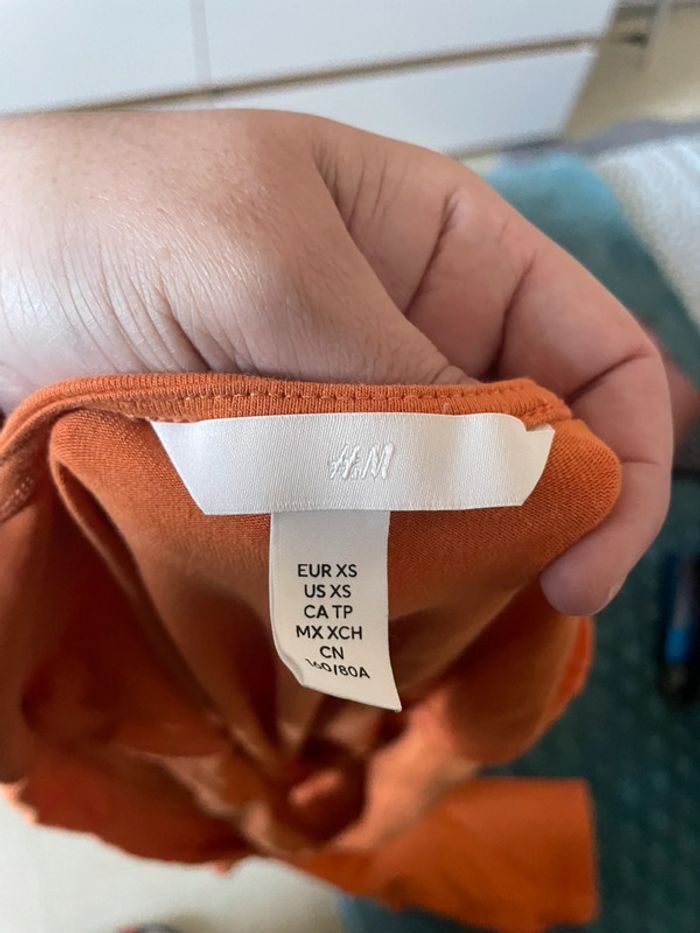 H&M
EUR XS
US XS
CA TP
MX XCH
CN
160/80A